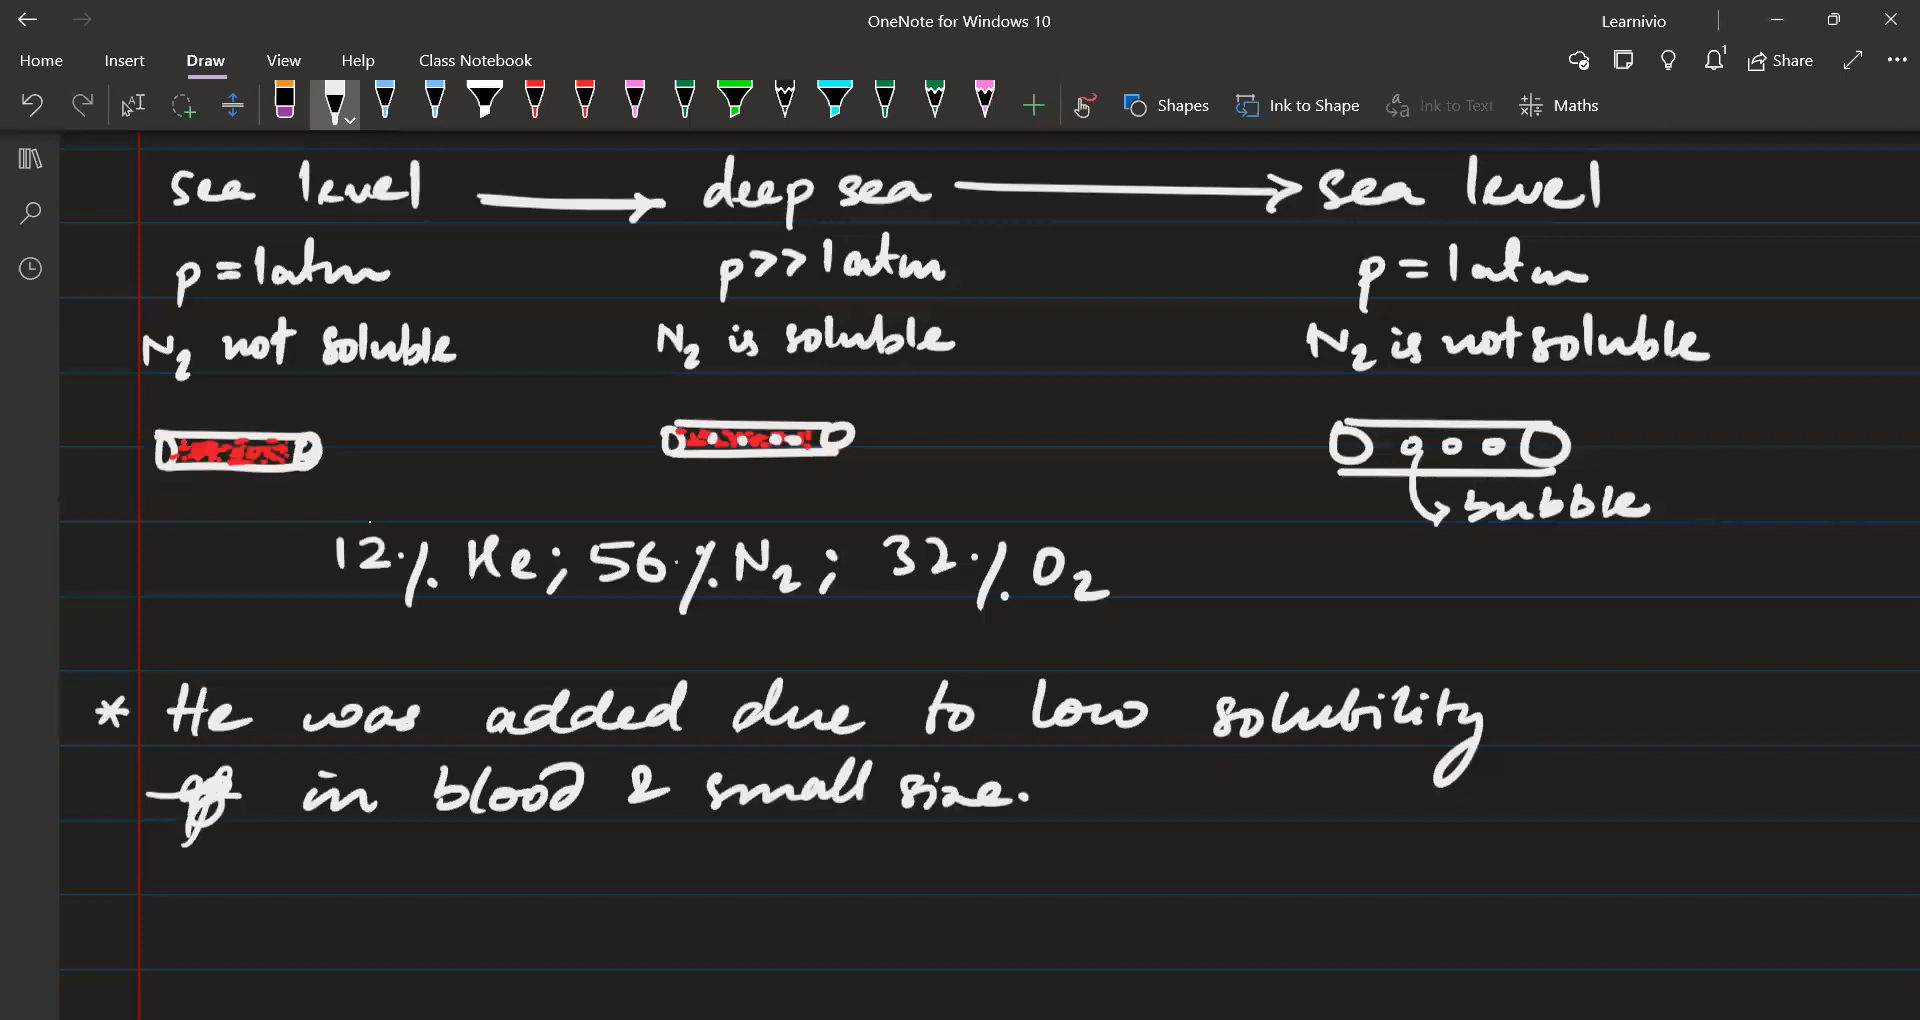 OneNote for Windows 10
Learnivio
Home Insert Draw View Help Class Notebook
1 Share
Shapes Ink to Shape Ink to Text Maths
sea level → deep sea → sea level
p = 1atm p >> 1atm p = 1atm
N2 not soluble N2 is soluble N2 is not soluble
bubble
12% He; 56% N2; 32% O2
* He was added due to low solubility
in blood & small size.